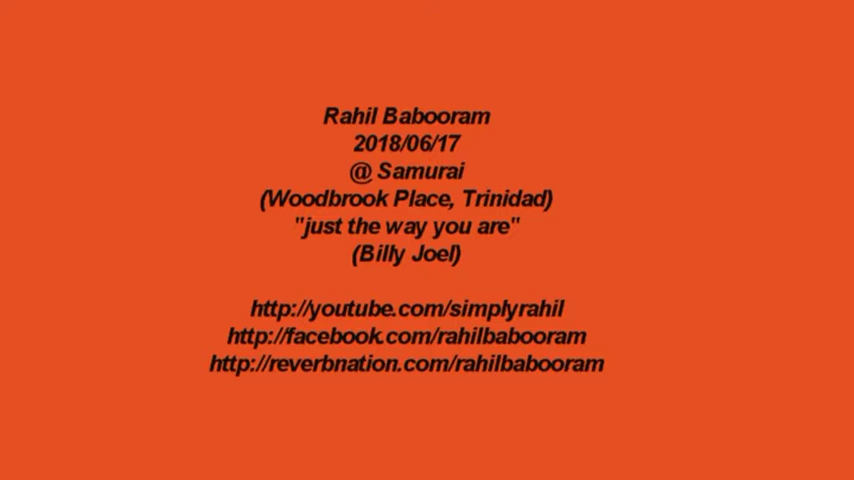 Rahil Babooram
2018/06/17
@ Samurai
(Woodbrook Place, Trinidad)
"just the way you are"
(Billy Joel)
http://youtube.com/simplyrahil
http://facebook.com/rahilbabooram
http://reverbnation.com/rahilbabooram